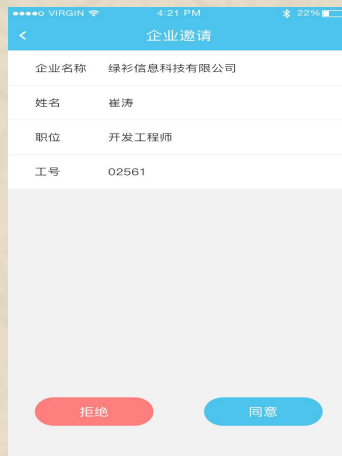 VIRGIN 4:21 PM 22%
企业邀请
企业名称 绿衫信息科技有限公司
姓名 崔涛
职位 开发工程师
工号 02561
拒绝 同意